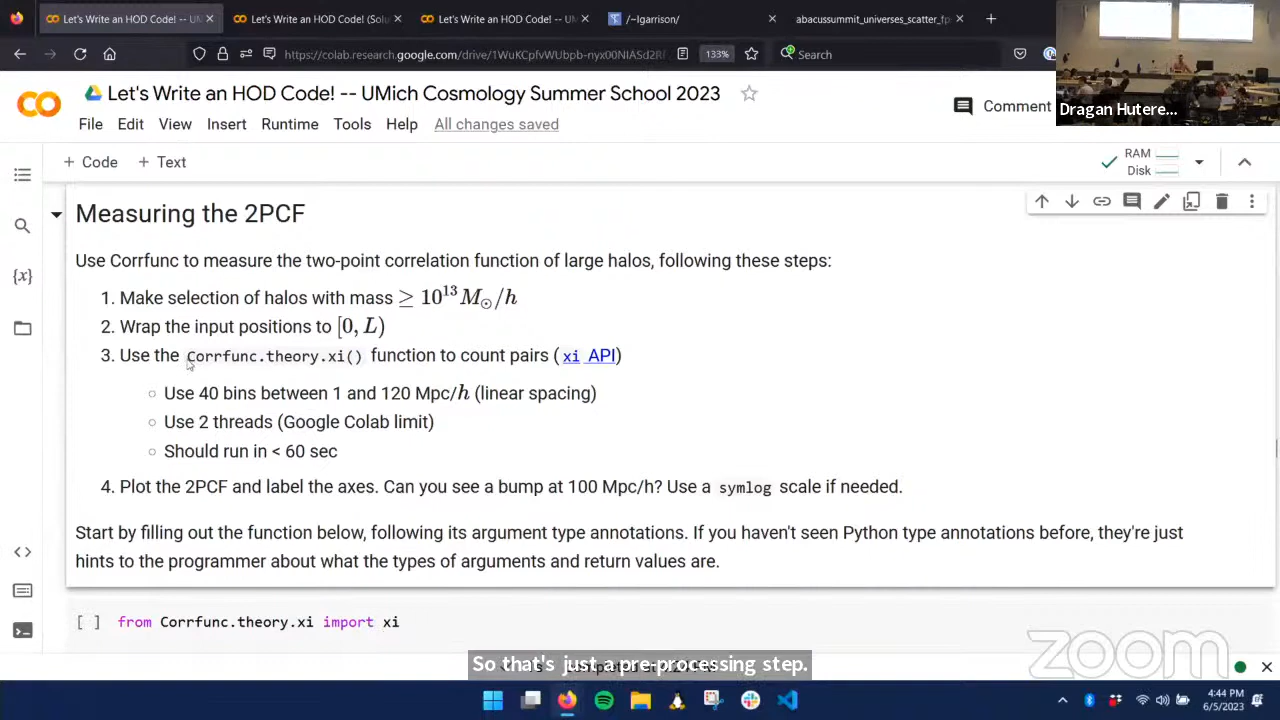 Let's Write an HOD Code! -- UM
Let's Write an HOD Code! (Solu
Let's Write an HOD Code! -- UM
/~lgarrison/
abacussummit_universes_scatter_fp
133%
Search
Let's Write an HOD Code! -- UMich Cosmology Summer School 2023
File Edit View Insert Runtime Tools Help All changes saved
Comment
Dragan Hutere...
+ Code + Text
RAM
Disk
Measuring the 2PCF
Use Corrfunc to measure the two-point correlation function of large halos, following these steps:
1. Make selection of halos with mass ≥ 10¹³ M⊙/h
2. Wrap the input positions to [0, L)
3. Use the Corrfunc.theory.xi() function to count pairs ( xi API)
Use 40 bins between 1 and 120 Mpc/h (linear spacing)
Use 2 threads (Google Colab limit)
Should run in < 60 sec
4. Plot the 2PCF and label the axes. Can you see a bump at 100 Mpc/h? Use a symlog scale if needed.
Start by filling out the function below, following its argument type annotations. If you haven't seen Python type annotations before, they're just
hints to the programmer about what the types of arguments and return values are.
[ ] from Corrfunc.theory.xi import xi
zoom
So that's just a pre-processing step.
4:44 PM
6/5/2023